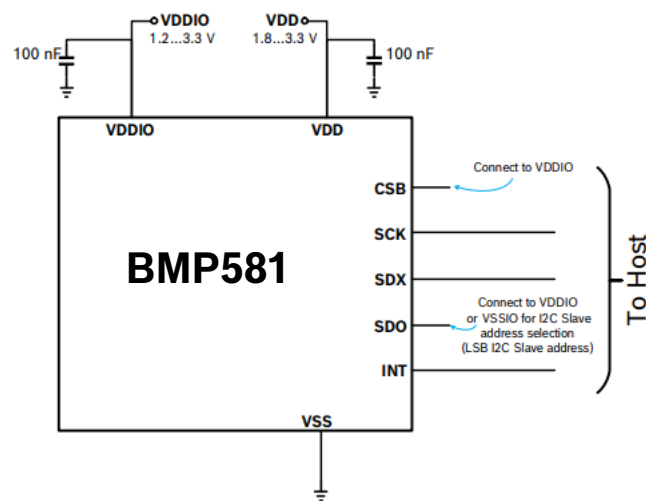 VDDIO
1.2...3.3 V
VDD
1.8...3.3 V
100 nF
100 nF
VDDIO
VDD
BMP581
CSB
Connect to VDDIO
SCK
SDX
SDO
Connect to VDDIO
or VSSIO for I2C Slave
address selection
(LSB I2C Slave address)
INT
VSS
To Host